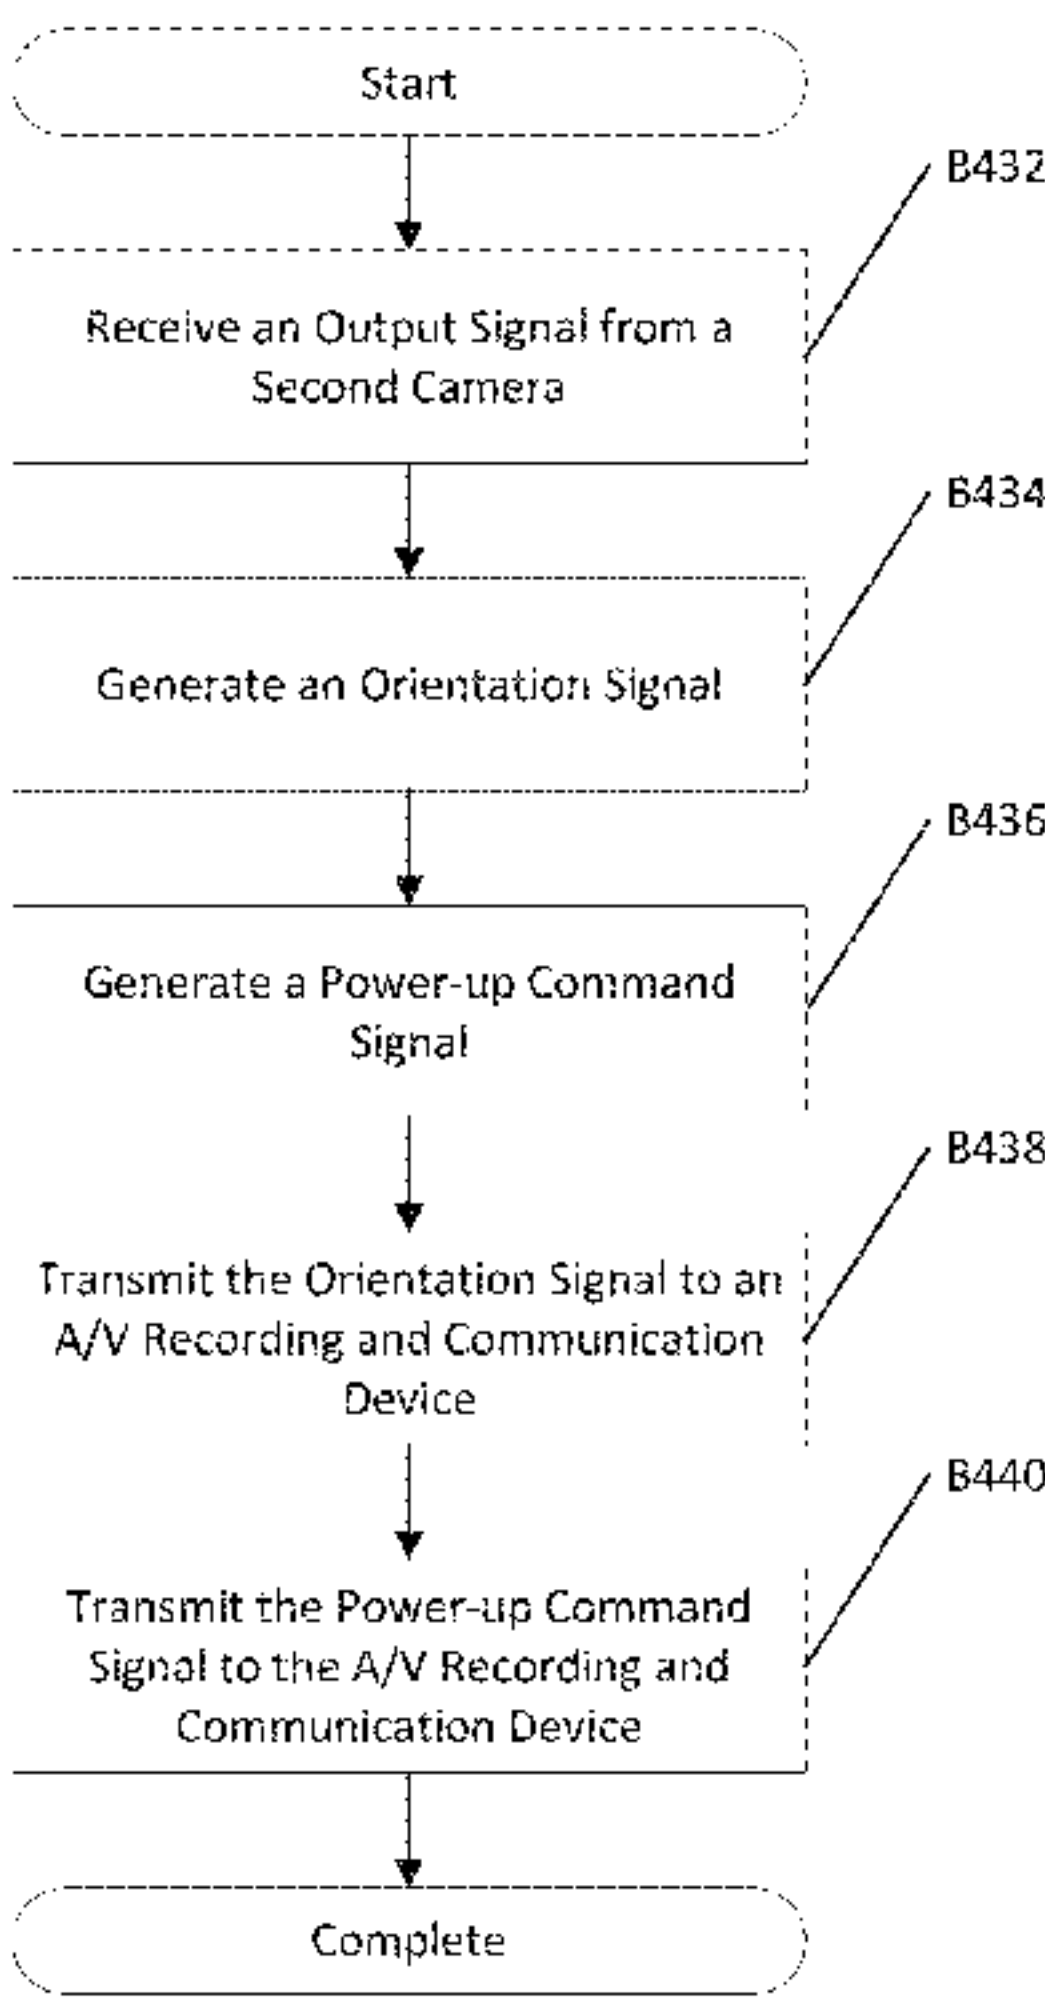 Start
B432
Receive an Output Signal from a
Second Camera
B434
Generate an Orientation Signal
B436
Generate a Power-up Command
Signal
B438
Transmit the Orientation Signal to an
A/V Recording and Communication
Device
B440
Transmit the Power-up Command
Signal to the A/V Recording and
Communication Device
Complete